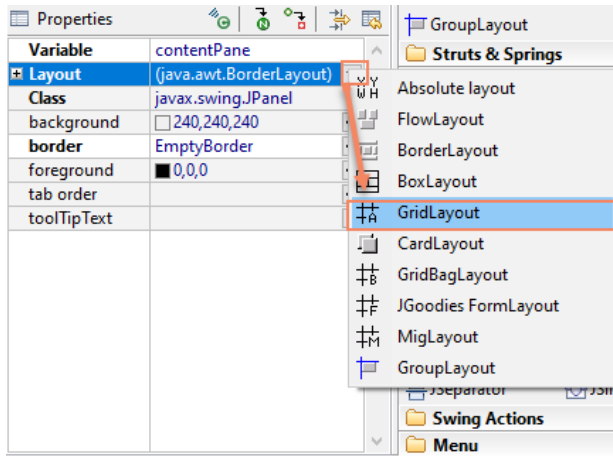 Properties
Variable contentPane
Layout (java.awt.BorderLayout)
Class javax.swing.JPanel
background 240,240,240
border EmptyBorder
foreground 0,0,0
tab order
toolTipText
GroupLayout
Struts & Springs
Absolute layout
FlowLayout
BorderLayout
BoxLayout
GridLayout
CardLayout
GridBagLayout
JGoodies FormLayout
MigLayout
GroupLayout
JSeparator
Swing Actions
Menu